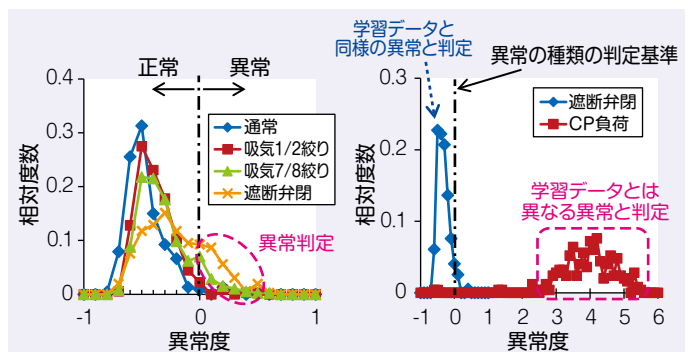 正常 異常
0.4
0.3
0.2
0.1
0
相対度数
通常
吸気1/2絞り
吸気7/8絞り
遮断弁閉
異常判定
-1 0 1
異常度
学習データと
同様の異常と判定
異常の種類の判定基準
0.3
0.2
0.1
0
相対度数
遮断弁閉
CP負荷
学習データとは
異なる異常と判定
-1 0 1 2 3 4 5 6
異常度